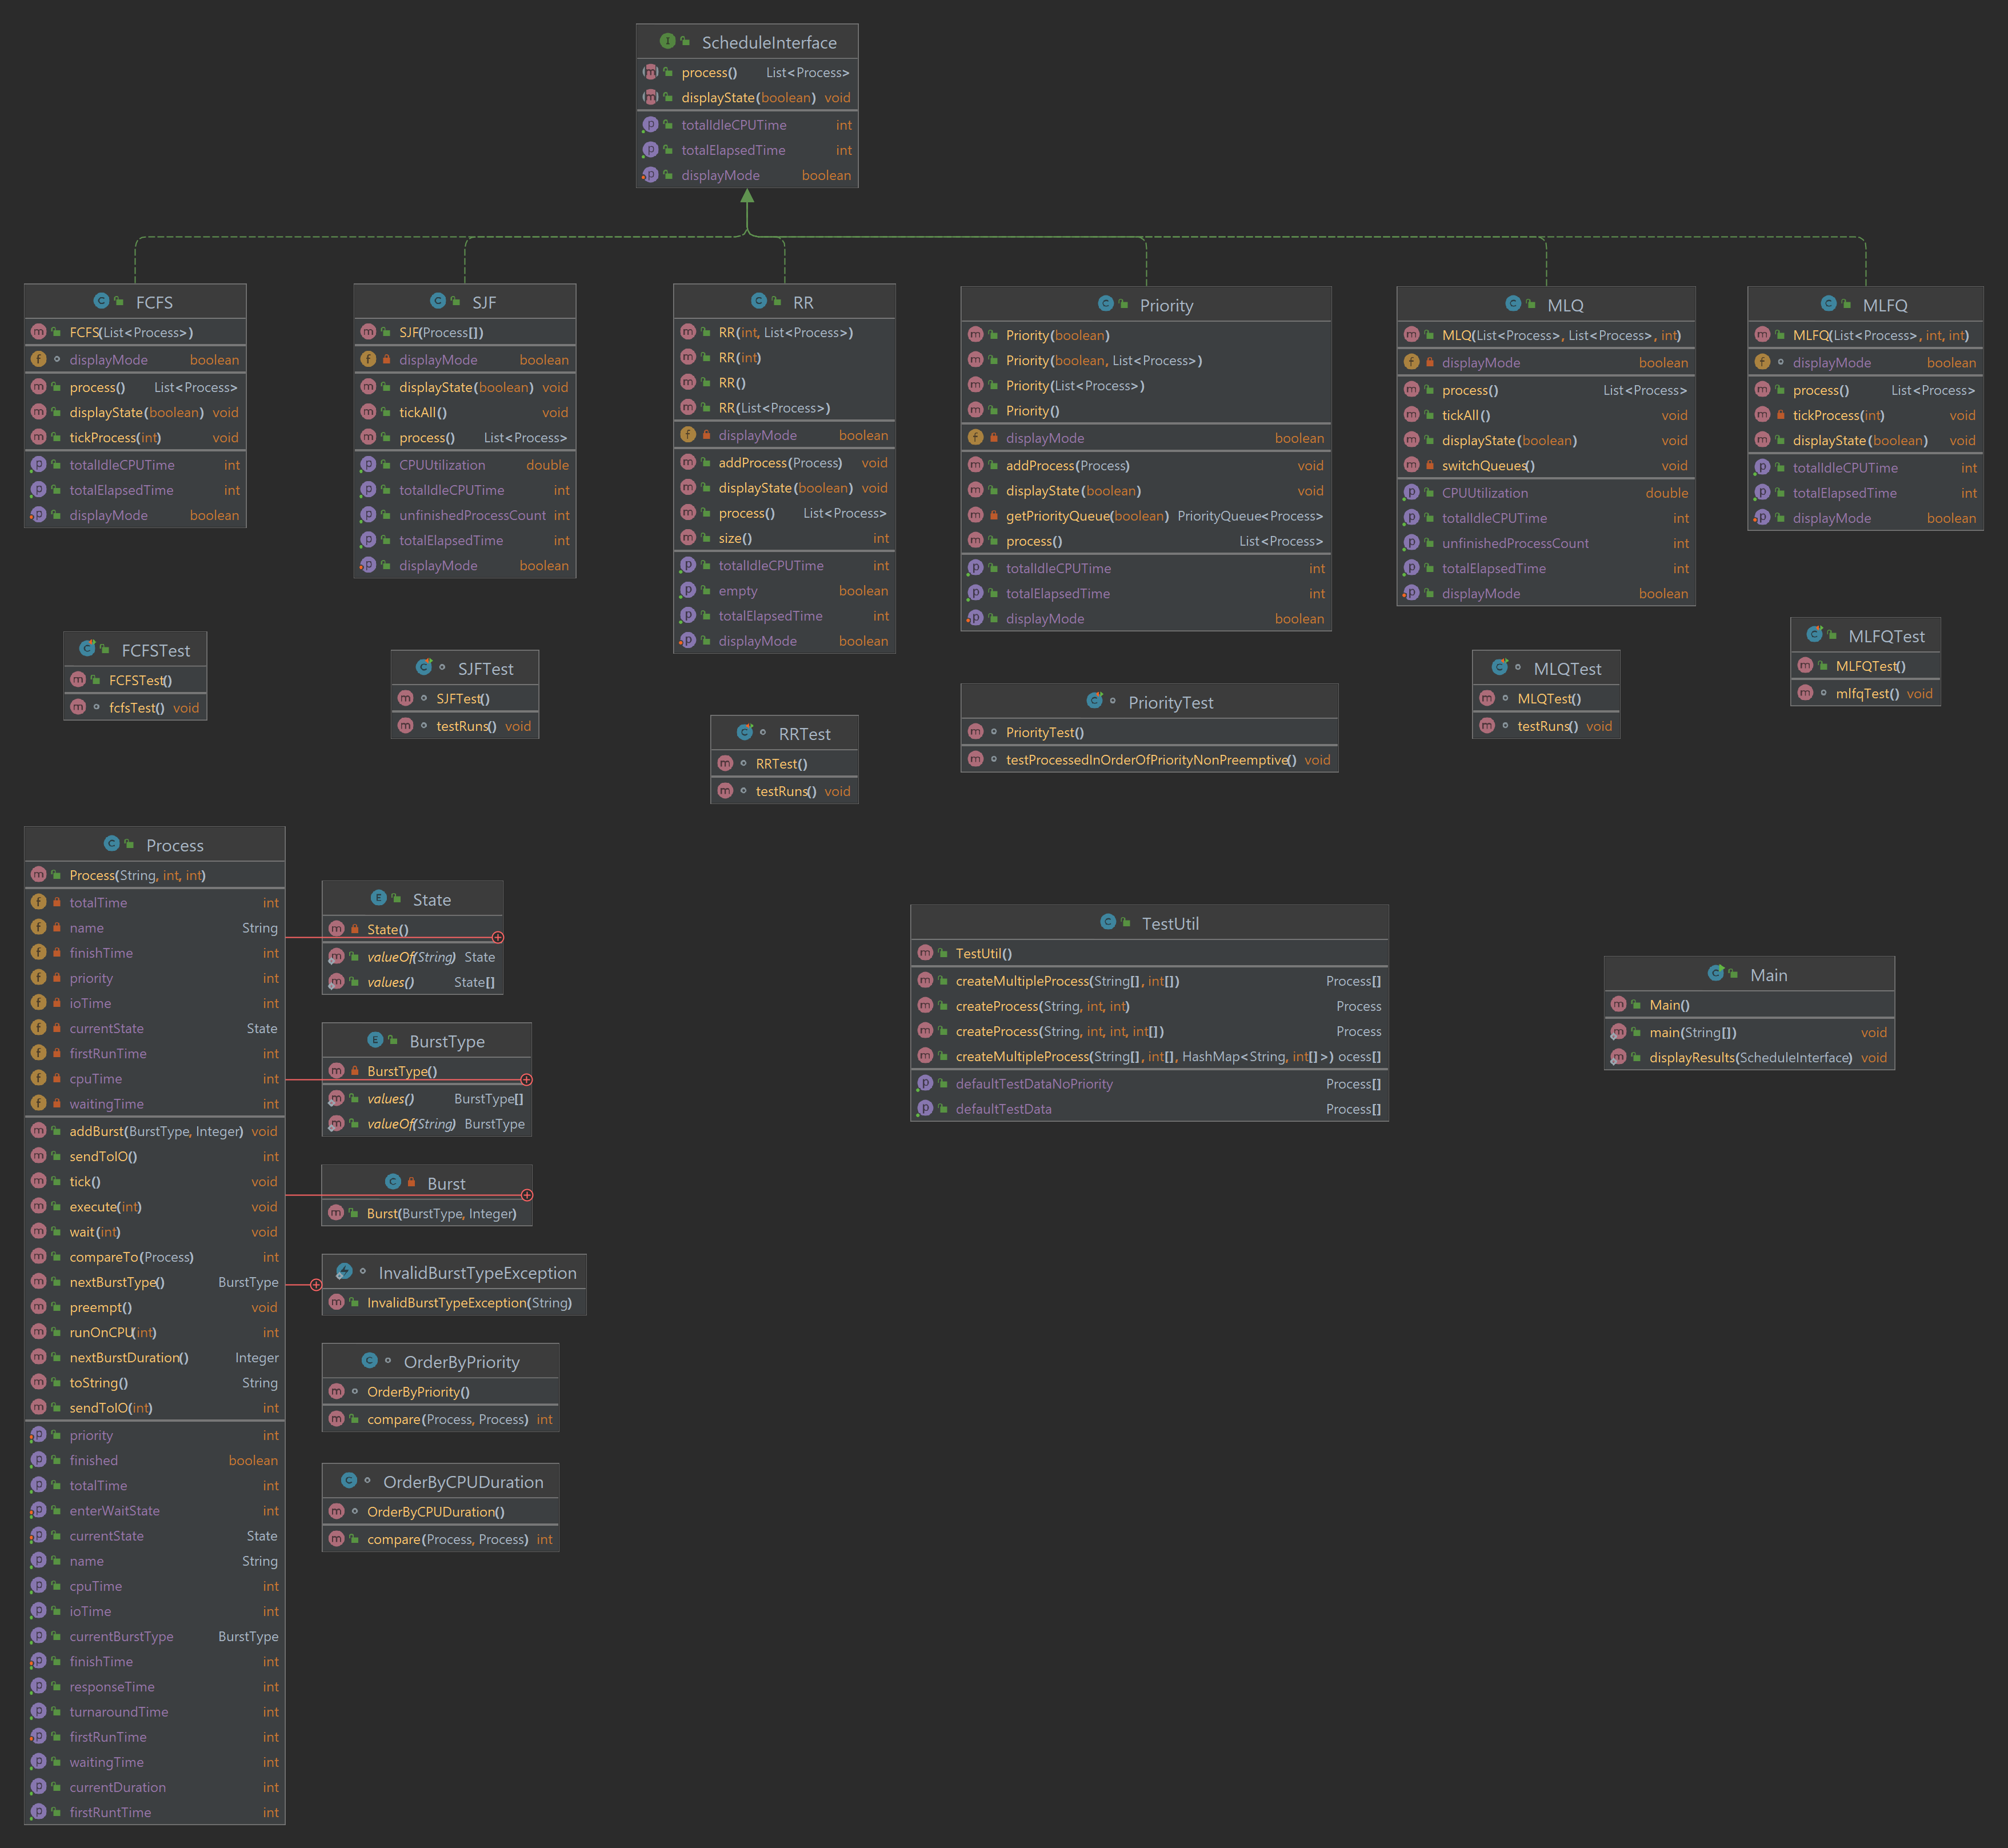 ScheduleInterface
process() List<Process>
displayState(boolean) void
totalIdleCPUTime int
totalElapsedTime int
displayMode boolean
FCFS
FCFS(List<Process>)
displayMode boolean
process() List<Process>
displayState(boolean) void
tickProcess(int) void
totalIdleCPUTime int
totalElapsedTime int
displayMode boolean
SJF
SJF(Process[])
displayMode boolean
displayState(boolean) void
tickAll() void
process() List<Process>
CPUUtilization double
totalIdleCPUTime int
unfinishedProcessCount int
totalElapsedTime int
displayMode boolean
RR
RR(int, List<Process>)
RR(int)
RR()
RR(List<Process>)
displayMode boolean
addProcess(Process) void
displayState(boolean) void
process() List<Process>
size() int
totalIdleCPUTime int
empty boolean
totalElapsedTime int
displayMode boolean
Priority
Priority(boolean)
Priority(boolean, List<Process>)
Priority(List<Process>)
Priority()
displayMode boolean
addProcess(Process) void
displayState(boolean) void
getPriorityQueue(boolean) PriorityQueue<Process>
process() List<Process>
totalIdleCPUTime int
totalElapsedTime int
displayMode boolean
MLQ
MLQ(List<Process>, List<Process>, int)
displayMode boolean
process() List<Process>
tickAll() void
displayState(boolean) void
switchQueues() void
CPUUtilization double
totalIdleCPUTime int
unfinishedProcessCount int
totalElapsedTime int
displayMode boolean
MLFQ
MLFQ(List<Process>, int, int)
displayMode boolean
process() List<Process>
tickProcess(int) void
displayState(boolean) void
totalIdleCPUTime int
totalElapsedTime int
displayMode boolean
FCFSTest
FCFSTest()
fcfsTest() void
SJFTest
SJFTest()
testRuns() void
RRTest
RRTest()
testRuns() void
PriorityTest
PriorityTest()
testProcessedInOrderOfPriorityNonPreemptive() void
MLQTest
MLQTest()
testRuns() void
MLFQTest
MLFQTest()
mlfqTest() void
Process
Process(String, int, int)
totalTime int
name String
finishTime int
priority int
ioTime int
currentState State
firstRunTime int
cpuTime int
waitingTime int
addBurst(BurstType, Integer) void
sendToIO() int
tick() void
execute(int) void
wait(int) void
compareTo(Process) int
nextBurstType() BurstType
preempt() void
runOnCPU(int) int
nextBurstDuration() Integer
toString() String
sendToIO(int) int
priority int
finished boolean
totalTime int
enterWaitState int
currentState State
name String
cpuTime int
ioTime int
currentBurstType BurstType
finishTime int
responseTime int
turnaroundTime int
firstRunTime int
waitingTime int
currentDuration int
firstRuntTime int
State
State()
valueOf(String) State
values() State[]
BurstType
BurstType()
values() BurstType[]
valueOf(String) BurstType
Burst
Burst(BurstType, Integer)
InvalidBurstTypeException
InvalidBurstTypeException(String)
OrderByPriority
OrderByPriority()
compare(Process, Process) int
OrderByCPUDuration
OrderByCPUDuration()
compare(Process, Process) int
TestUtil
TestUtil()
createMultipleProcess(String[], int[]) Process[]
createProcess(String, int, int) Process
createProcess(String, int, int, int[]) Process
createMultipleProcess(String[], int[], HashMap<String, int[]>) ocess[]
defaultTestDataNoPriority Process[]
defaultTestData Process[]
Main
Main()
main(String[]) void
displayResults(ScheduleInterface) void